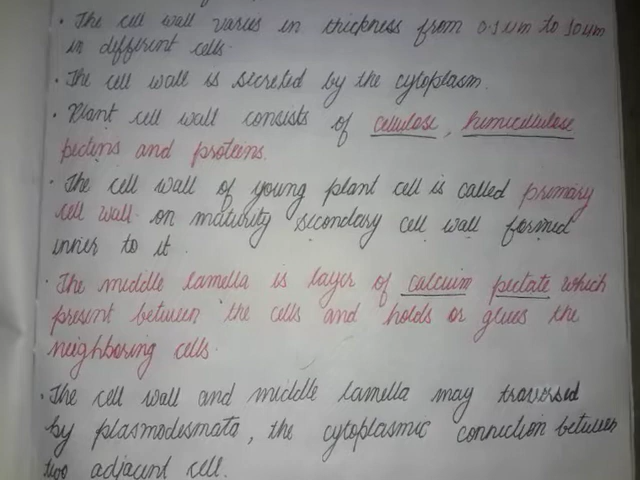 · The cell wall varies in thickness from 0.1 um to 10 um
in different cells.
· The cell wall is secreted by the cytoplasm.
· Plant cell wall consists of cellulose, hemicellulose
pectins and proteins.
· The cell wall of young plant cell is called primary
cell wall on maturity secondary cell wall formed
inner to it.
· The middle lamella is layer of calcium pectate which
present between the cells and holds or glues the
neighboring cells.
· The cell wall and middle lamella may traversed
by plasmodesmata, the cytoplasmic connection between
two adjacent cell.